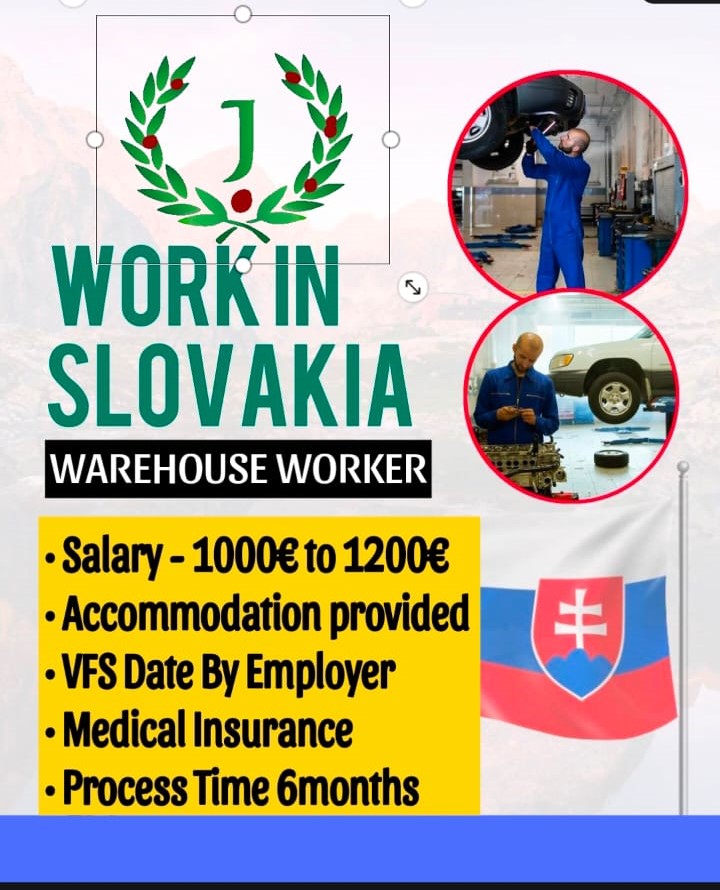 J
WORK IN
SLOVAKIA
WAREHOUSE WORKER
• Salary - 1000€ to 1200€
• Accommodation provided
• VFS Date By Employer
• Medical Insurance
• Process Time 6months